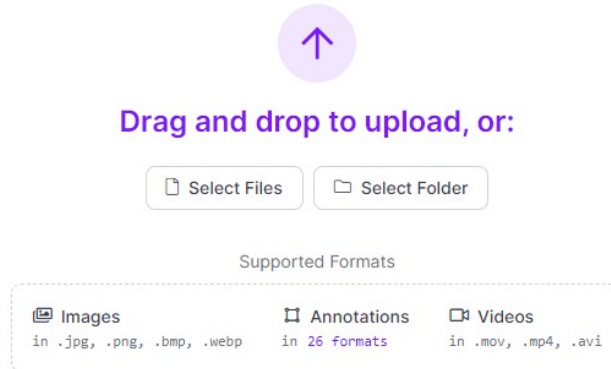 Drag and drop to upload, or:
Select Files Select Folder
Supported Formats
Images Annotations Videos
in .jpg, .png, .bmp, .webp in 26 formats in .mov, .mp4, .avi